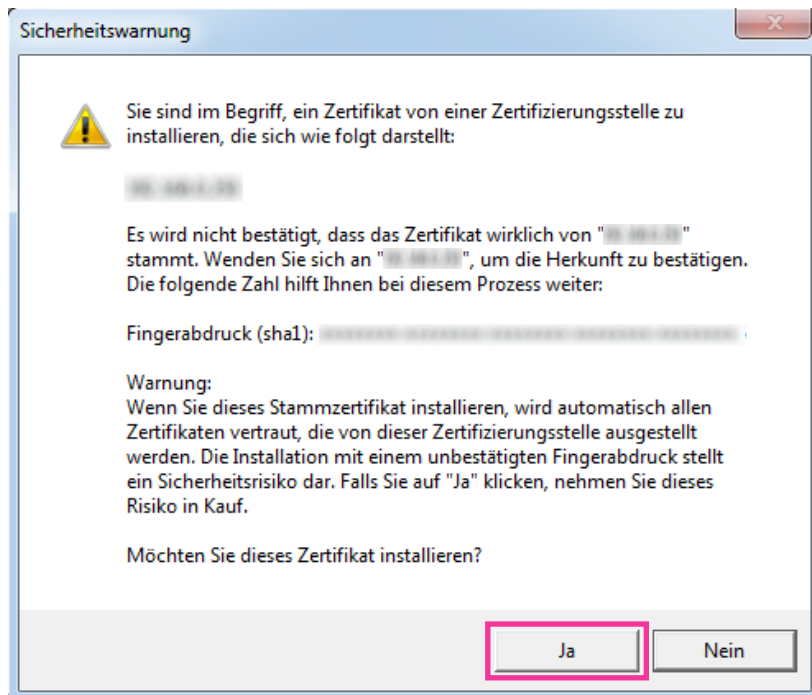 Sicherheitswarnung
Sie sind im Begriff, ein Zertifikat von einer Zertifizierungsstelle zu
installieren, die sich wie folgt darstellt:
Es wird nicht bestätigt, dass das Zertifikat wirklich von " "
stammt. Wenden Sie sich an " ", um die Herkunft zu bestätigen.
Die folgende Zahl hilft Ihnen bei diesem Prozess weiter:
Fingerabdruck (sha1):
Warnung:
Wenn Sie dieses Stammzertifikat installieren, wird automatisch allen
Zertifikaten vertraut, die von dieser Zertifizierungsstelle ausgestellt
werden. Die Installation mit einem unbestätigten Fingerabdruck stellt
ein Sicherheitsrisiko dar. Falls Sie auf "Ja" klicken, nehmen Sie dieses
Risiko in Kauf.
Möchten Sie dieses Zertifikat installieren?
Ja
Nein